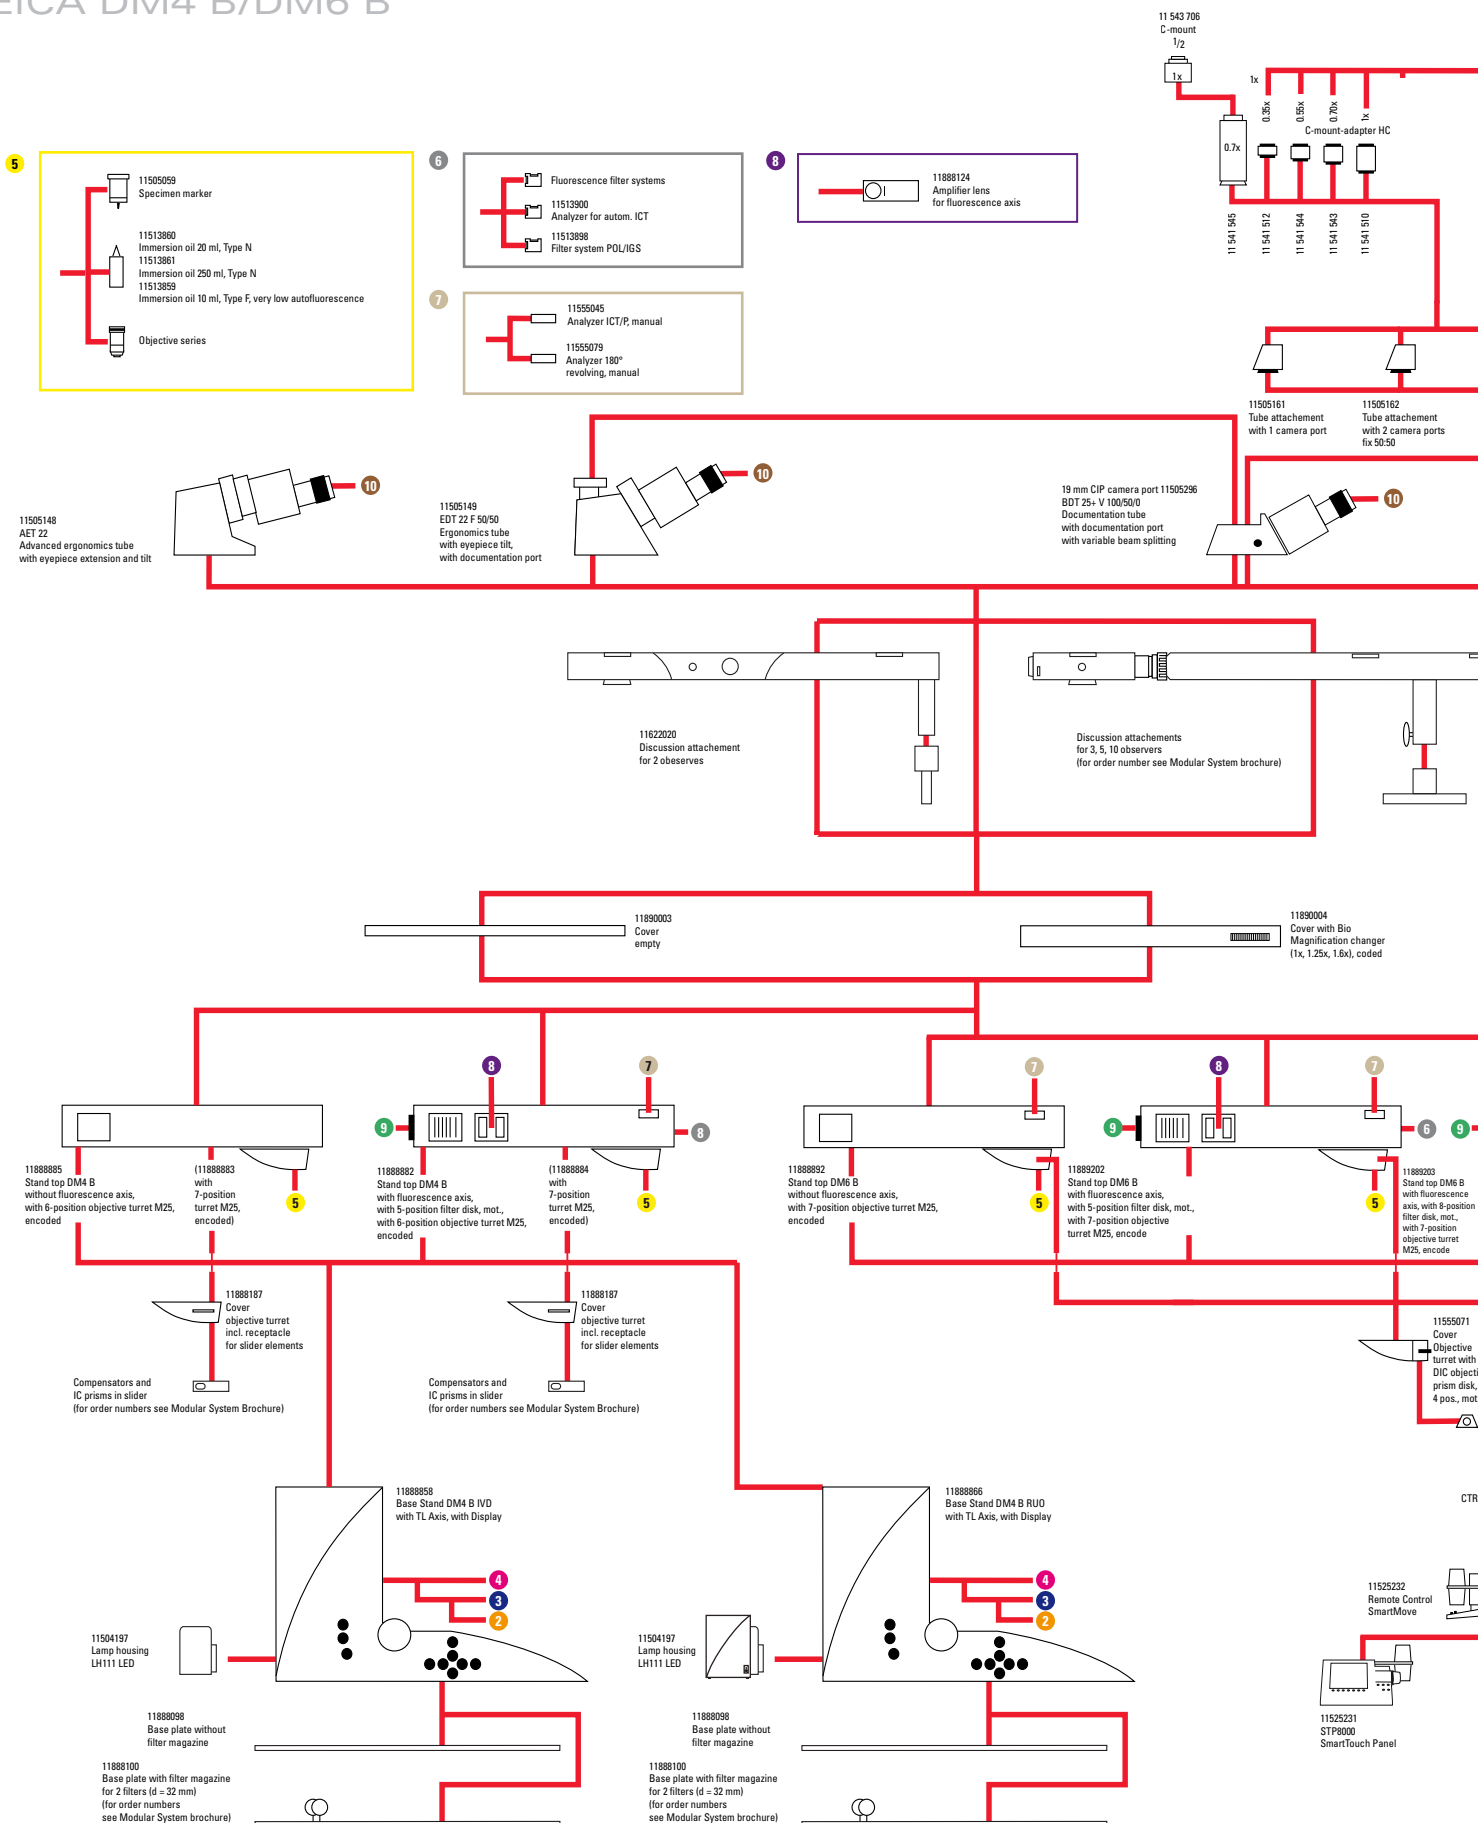 EICA DM4 B/DM6 B
11 543 706
C-mount
1/2
1x
1x
0.35x
0.55x
0.70x
1x
C-mount-adapter HC
0.7x
11 541 545
11 541 512
11 541 544
11 541 543
11 541 510
5
11505059
Specimen marker
11513860
Immersion oil 20 ml, Type N
11513861
Immersion oil 250 ml, Type N
11513859
Immersion oil 10 ml, Type F, very low autofluorescence
Objective series
6
Fluorescence filter systems
11513900
Analyzer for autom. ICT
11513898
Filter system POL/IGS
7
11555045
Analyzer ICT/P, manual
11555079
Analyzer 180°
revolving, manual
8
11888124
Amplifier lens
for fluorescence axis
11505161
Tube attachement
with 1 camera port
11505162
Tube attachement
with 2 camera ports
fix 50:50
10
11505148
AET 22
Advanced ergonomics tube
with eyepiece extension and tilt
10
11505149
EDT 22 F 50/50
Ergonomics tube
with eyepiece tilt,
with documentation port
10
19 mm CIP camera port 11505296
BDT 25+ V 100/50/0
Documentation tube
with documentation port
with variable beam splitting
11622020
Discussion attachement
for 2 obeserves
Discussion attachements
for 3, 5, 10 observers
(for order number see Modular System brochure)
11890003
Cover
empty
11890004
Cover with Bio
Magnification changer
(1x, 1.25x, 1.6x), coded
8
7
7
8
7
9
8
9
6
9
11888885
Stand top DM4 B
without fluorescence axis,
with 6-position objective turret M25,
encoded
(11888883
with
7-position
turret M25,
encoded)
5
11888882
Stand top DM4 B
with fluorescence axis,
with 5-position filter disk, mot.,
with 6-position objective turret M25,
encoded
(11888884
with
7-position
turret M25,
encoded)
5
11888892
Stand top DM6 B
without fluorescence axis,
with 7-position objective turret M25,
encoded
5
11889202
Stand top DM6 B
with fluorescence axis,
with 5-position filter disk, mot.,
with 7-position objective
turret M25, encode
5
11889203
Stand top DM6 B
with fluorescence
axis, with 8-position
filter disk, mot.,
with 7-position
objective turret
M25, encode
11888187
Cover
objective turret
incl. receptacle
for slider elements
11888187
Cover
objective turret
incl. receptacle
for slider elements
11555071
Cover
Objective
turret with
DIC objecti
prism disk,
4 pos., mot
Compensators and
IC prisms in slider
(for order numbers see Modular System Brochure)
Compensators and
IC prisms in slider
(for order numbers see Modular System Brochure)
11888858
Base Stand DM4 B IVD
with TL Axis, with Display
11888866
Base Stand DM4 B RUO
with TL Axis, with Display
CTR
4
3
2
4
3
2
11525232
Remote Control
SmartMove
11504197
Lamp housing
LH111 LED
11504197
Lamp housing
LH111 LED
11525231
STP8000
SmartTouch Panel
11888098
Base plate without
filter magazine
11888098
Base plate without
filter magazine
11888100
Base plate with filter magazine
for 2 filters (d = 32 mm)
(for order numbers
see Modular System brochure)
11888100
Base plate with filter magazine
for 2 filters (d = 32 mm)
(for order numbers
see Modular System brochure)